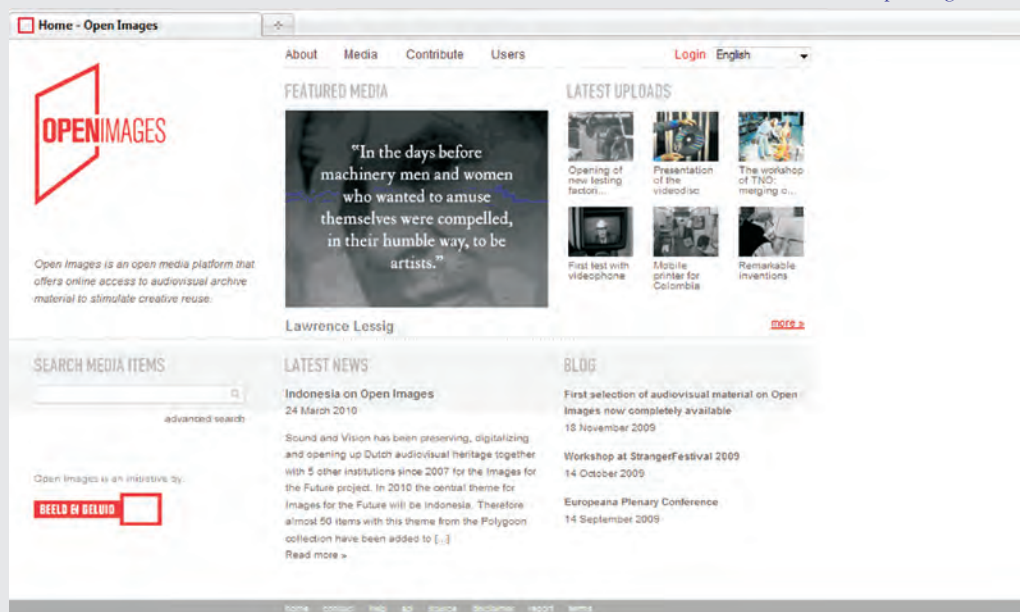 Home - Open Images
About Media Contribute Users
Login English
OPENIMAGES
Open Images is an open media platform that
offers online access to audiovisual archive
material to stimulate creative reuse.
FEATURED MEDIA
"In the days before
machinery men and women
who wanted to amuse
themselves were compelled,
in their humble way, to be
artists."
Lawrence Lessig
LATEST UPLOADS
Opening of
new testing
factori...
Presentation
of the
videodisc
The workshop
of TNO:
merging o...
First test with
videophone
Mobile
printer for
Colombia
Remarkable
inventions
more »
SEARCH MEDIA ITEMS
advanced search
Open Images is an initiative by:
BEELD EN GELUID
LATEST NEWS
Indonesia on Open Images
24 March 2010
Sound and Vision has been preserving, digitalizing
and opening up Dutch audiovisual heritage together
with 5 other institutions since 2007 for the Images for
the Future project. In 2010 the central theme for
Images for the Future will be Indonesia. Therefore
almost 50 items with this theme from the Polygoon
collection have been added to [...]
Read more »
BLOG
First selection of audiovisual material on Open
Images now completely available
18 November 2009
Workshop at StrangerFestival 2009
14 October 2009
Europeana Plenary Conference
14 September 2009
home contact help api source disclaimer report terms